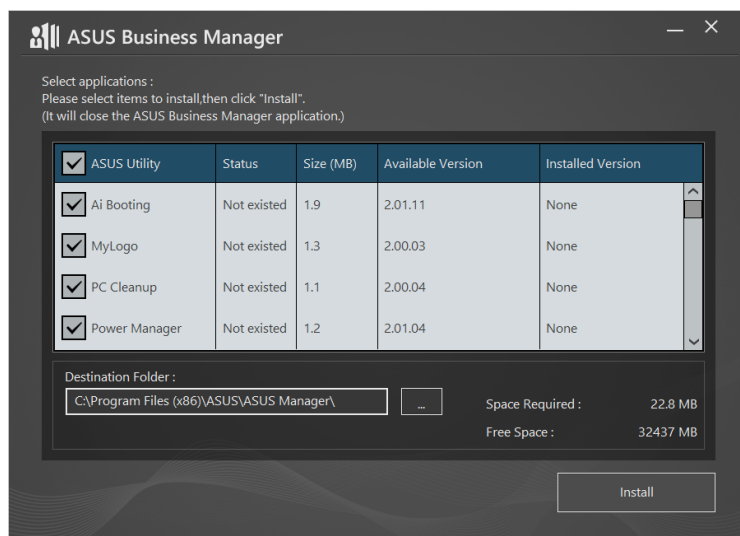 ASUS Business Manager
Select applications :
Please select items to install,then click "Install".
(It will close the ASUS Business Manager application.)
ASUS Utility Status Size (MB) Available Version Installed Version
Ai Booting Not existed 1.9 2.01.11 None
MyLogo Not existed 1.3 2.00.03 None
PC Cleanup Not existed 1.1 2.00.04 None
Power Manager Not existed 1.2 2.01.04 None
Destination Folder :
C:\Program Files (x86)\ASUS\ASUS Manager\ ... Space Required : 22.8 MB
Free Space : 32437 MB
Install